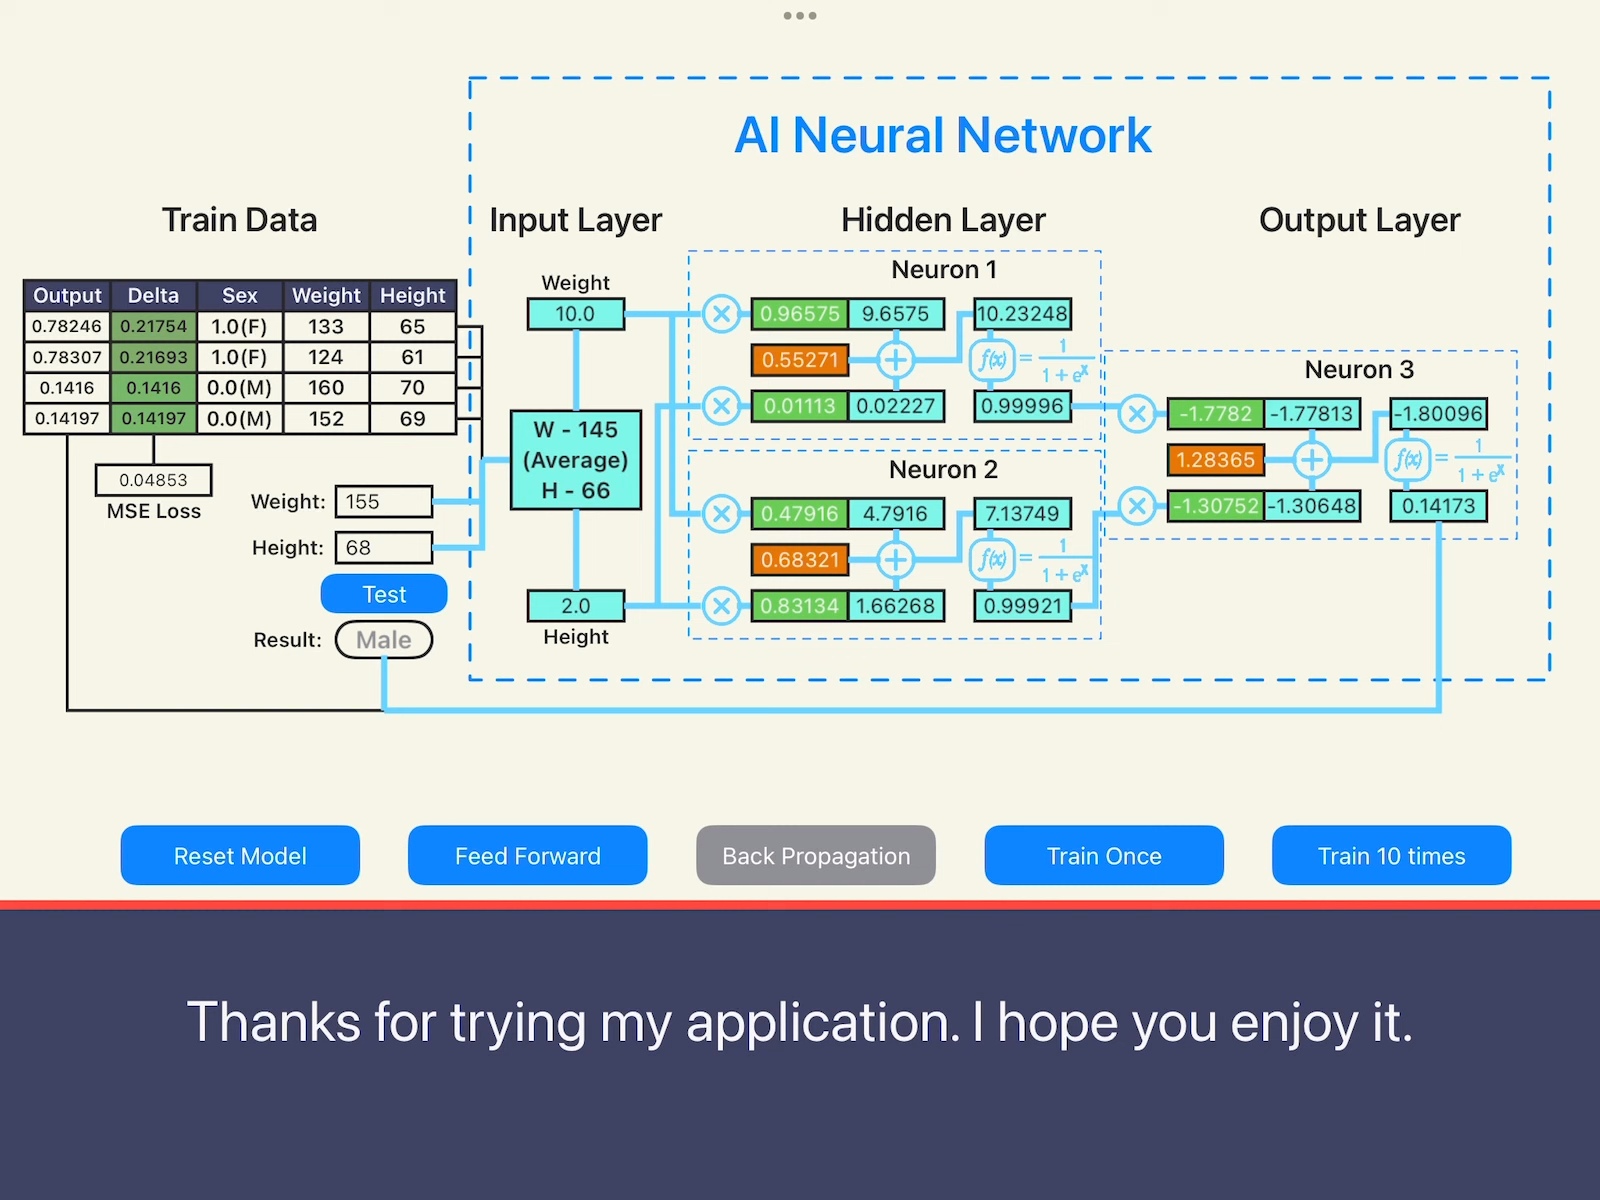 AI Neural Network
Train Data
Input Layer
Hidden Layer
Output Layer
Output Delta Sex Weight Height
0.78246 0.21754 1.0(F) 133 65
0.78307 0.21693 1.0(F) 124 61
0.1416 0.1416 0.0(M) 160 70
0.14197 0.14197 0.0(M) 152 69
0.04853
MSE Loss
Weight: 155
Height: 68
Test
Result: Male
Weight
10.0
W - 145
(Average)
H - 66
2.0
Height
Neuron 1
0.96575 9.6575 10.23248
0.55271 + f(x) = 1 / 1 + eˣ
0.01113 0.02227 0.99996
Neuron 2
0.47916 4.7916 7.13749
0.68321 + f(x) = 1 / 1 + eˣ
0.83134 1.66268 0.99921
Neuron 3
-1.7782 -1.77813 -1.80096
1.28365 + f(x) = 1 / 1 + eˣ
-1.30752 -1.30648 0.14173
Reset Model
Feed Forward
Back Propagation
Train Once
Train 10 times
Thanks for trying my application. I hope you enjoy it.